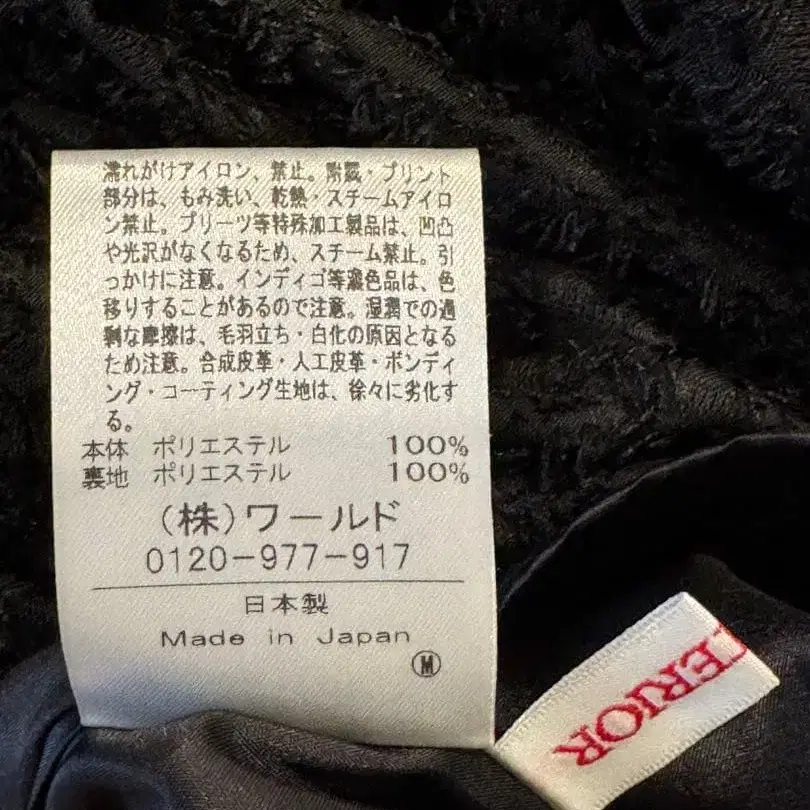 濡れがけアイロン、禁止。附属・プリント
部分は、もみ洗い、乾熱・スチームアイロ
ン禁止。プリーツ等特殊加工製品は、凹凸
や光沢がなくなるため、スチーム禁止。引
っかけに注意。インディゴ等濃色品は、色
移りすることがあるので注意。湿潤での過
剰な摩擦は、毛羽立ち・白化の原因となる
ため注意。合成皮革・人工皮革・ボンディ
ング・コーティング生地は、徐々に劣化す
る。
本体 ポリエステル 100%
裏地 ポリエステル 100%
(株)ワールド
0120-977-917
日本製
Made in Japan
M
TERIOR